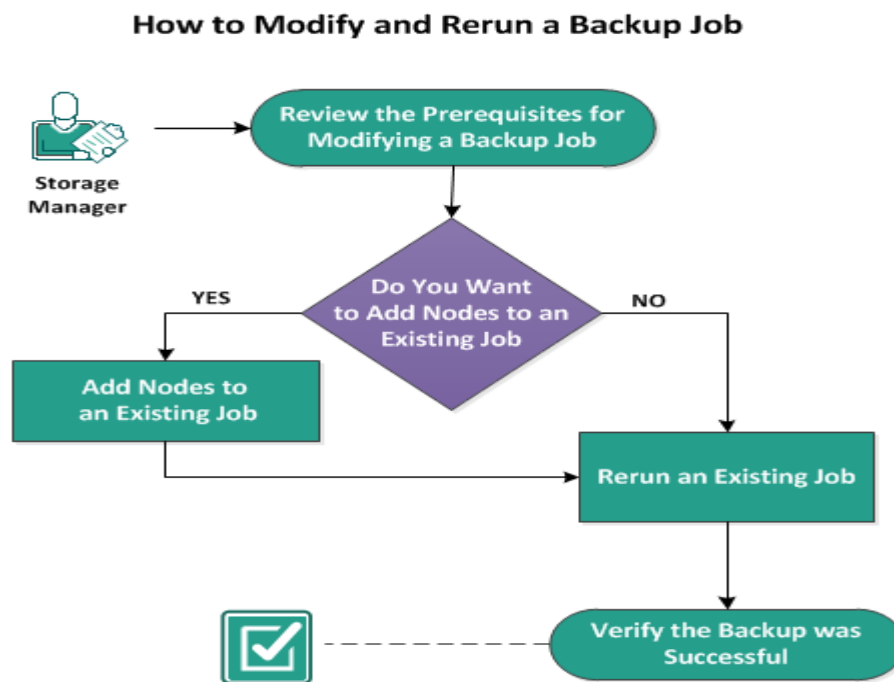 How to Modify and Rerun a Backup Job
Review the Prerequisites for
Modifying a Backup Job
Storage
Manager
Do You Want
to Add Nodes to an
Existing Job
YES
NO
Add Nodes to
an Existing Job
Rerun an Existing Job
Verify the Backup was
Successful